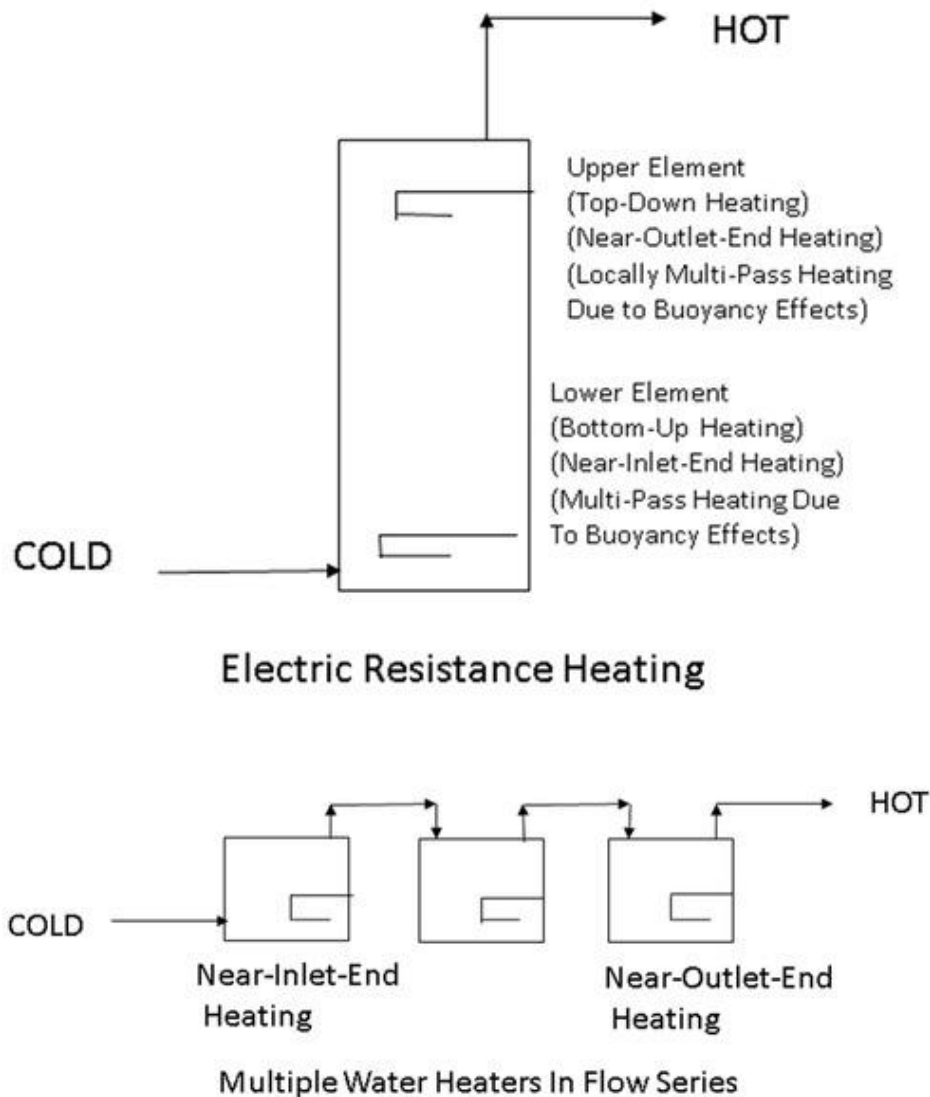 HOT
Upper Element
(Top-Down Heating)
(Near-Outlet-End Heating)
(Locally Multi-Pass Heating
Due to Buoyancy Effects)
Lower Element
(Bottom-Up Heating)
(Near-Inlet-End Heating)
(Multi-Pass Heating Due
To Buoyancy Effects)
COLD
Electric Resistance Heating
HOT
COLD
Near-Inlet-End
Heating
Near-Outlet-End
Heating
Multiple Water Heaters In Flow Series